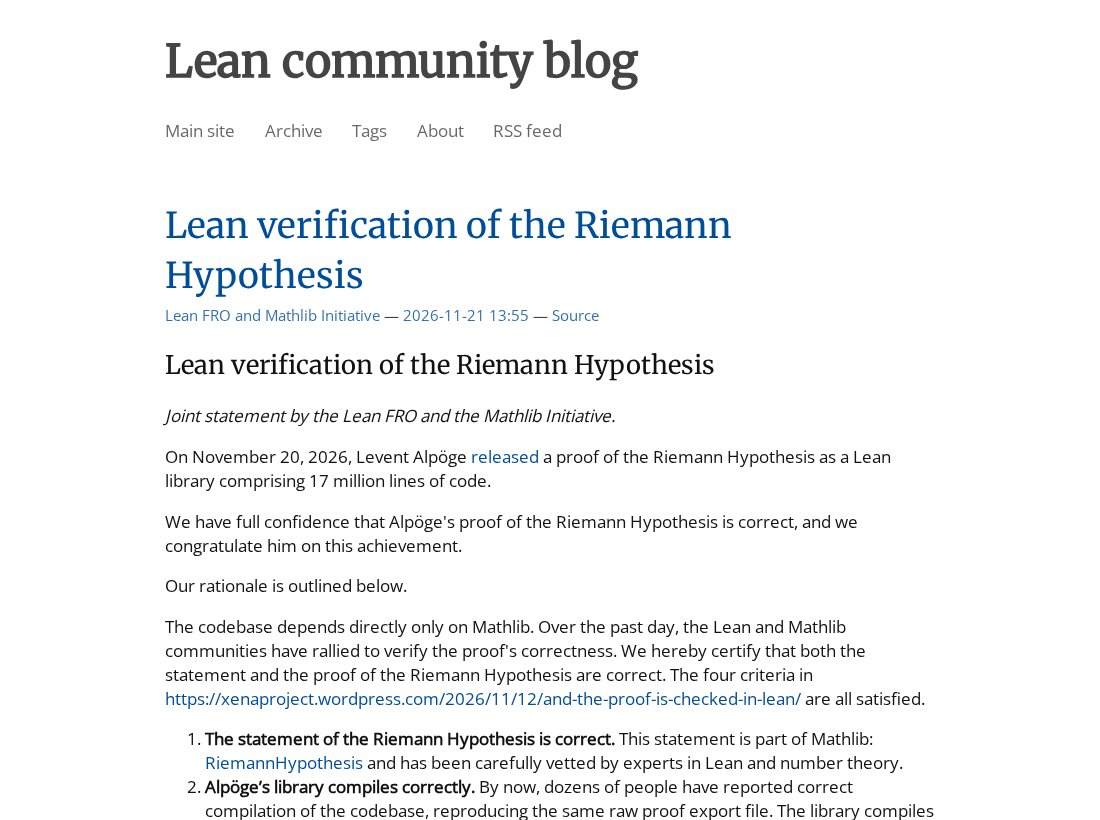 Lean community blog
Main site Archive Tags About RSS feed
Lean verification of the Riemann
Hypothesis
Lean FRO and Mathlib Initiative — 2026-11-21 13:55 — Source
Lean verification of the Riemann Hypothesis
Joint statement by the Lean FRO and the Mathlib Initiative.
On November 20, 2026, Levent Alpöge released a proof of the Riemann Hypothesis as a Lean
library comprising 17 million lines of code.
We have full confidence that Alpöge's proof of the Riemann Hypothesis is correct, and we
congratulate him on this achievement.
Our rationale is outlined below.
The codebase depends directly only on Mathlib. Over the past day, the Lean and Mathlib
communities have rallied to verify the proof's correctness. We hereby certify that both the
statement and the proof of the Riemann Hypothesis are correct. The four criteria in
https://xenaproject.wordpress.com/2026/11/12/and-the-proof-is-checked-in-lean/ are all satisfied.
1. The statement of the Riemann Hypothesis is correct. This statement is part of Mathlib:
RiemannHypothesis and has been carefully vetted by experts in Lean and number theory.
2. Alpöge’s library compiles correctly. By now, dozens of people have reported correct
compilation of the codebase, reproducing the same raw proof export file. The library compiles